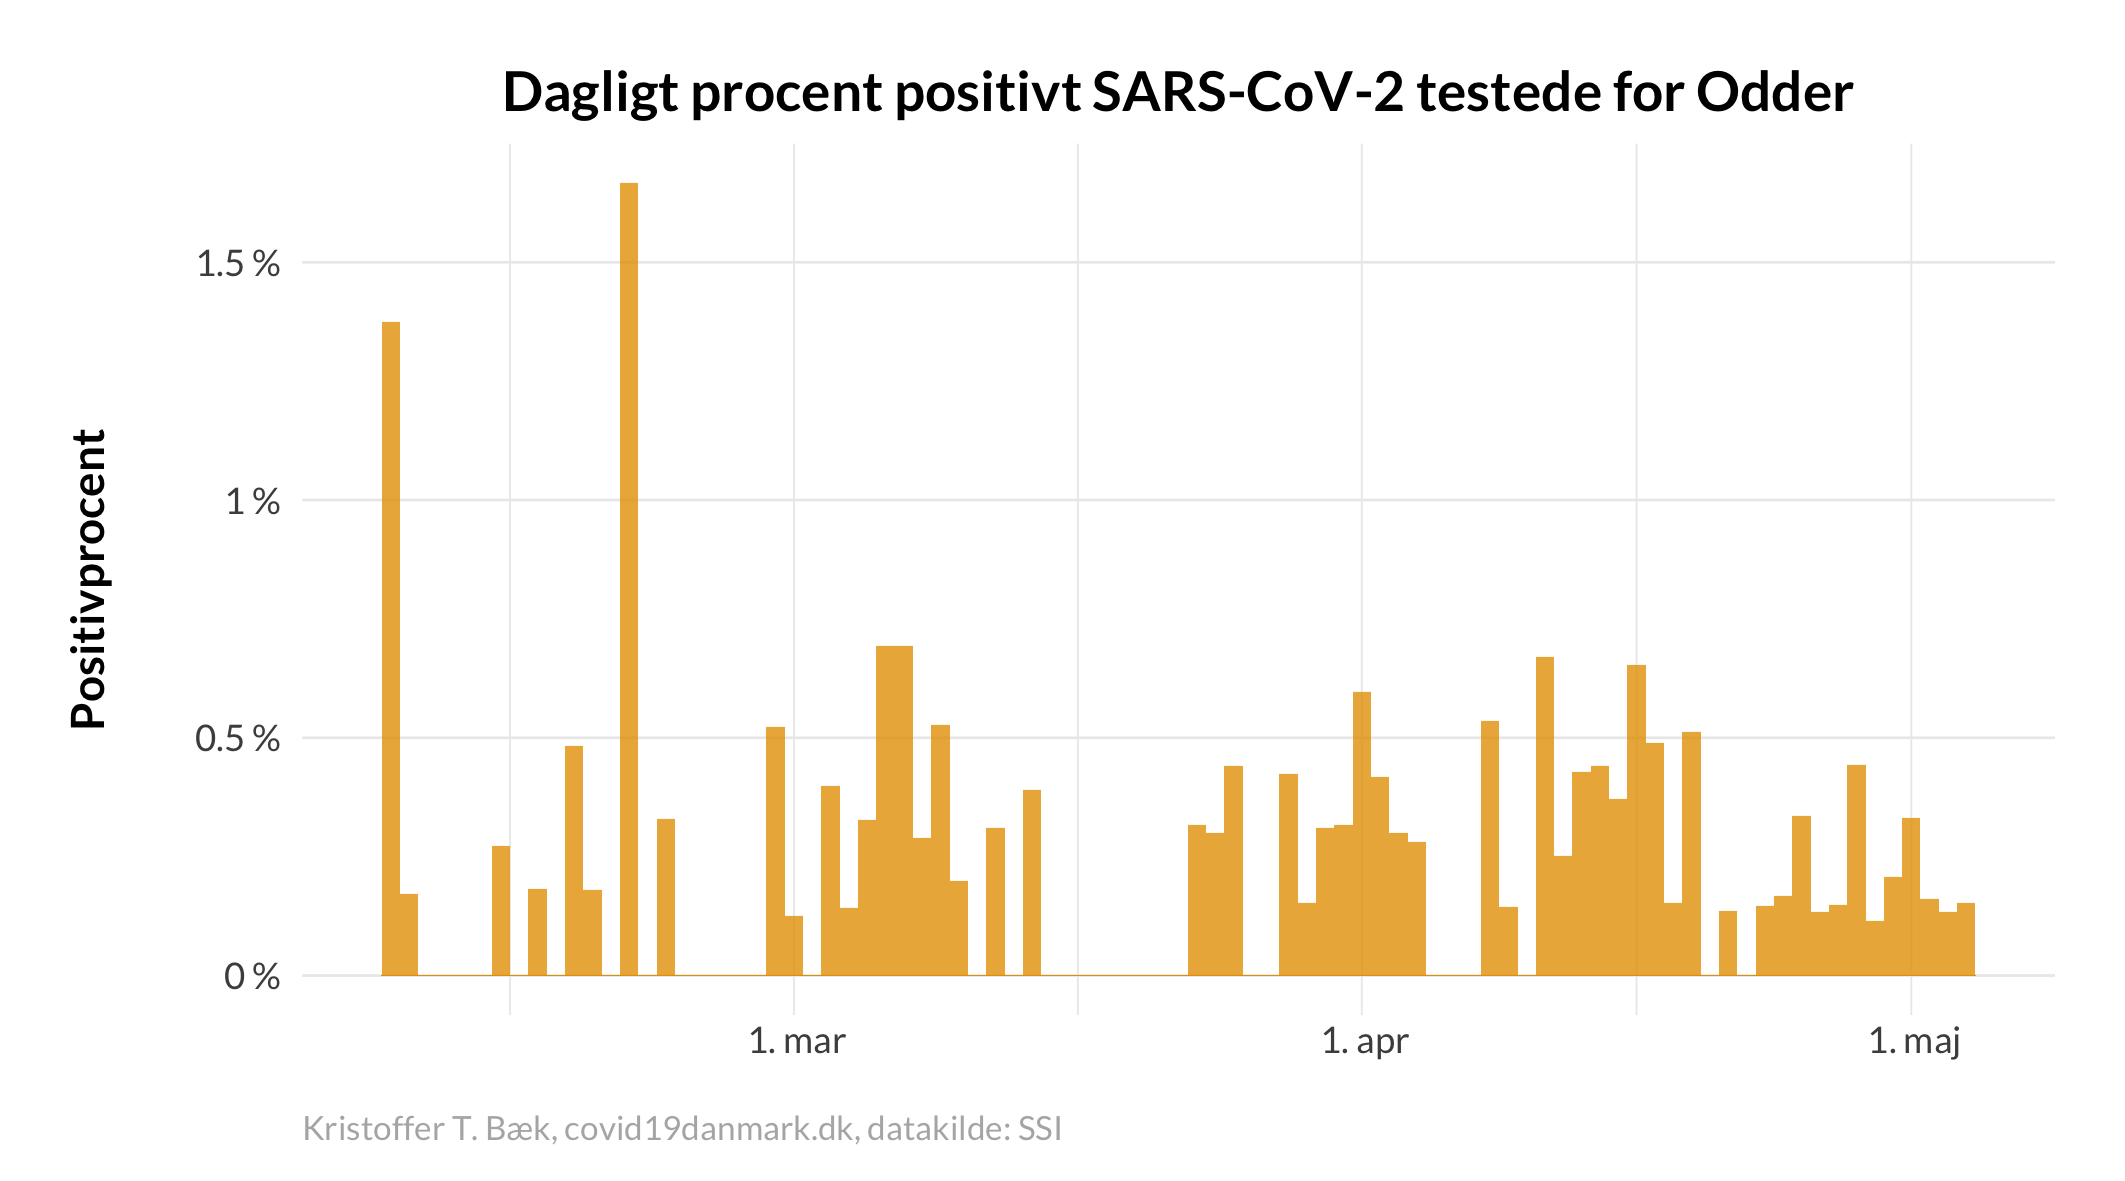 Dagligt procent positivt SARS-CoV-2 testede for Odder
Positivprocent
1.5 %
1 %
0.5 %
0 %
1. mar
1. apr
1. maj
Kristoffer T. Bæk, covid19danmark.dk, datakilde: SSI